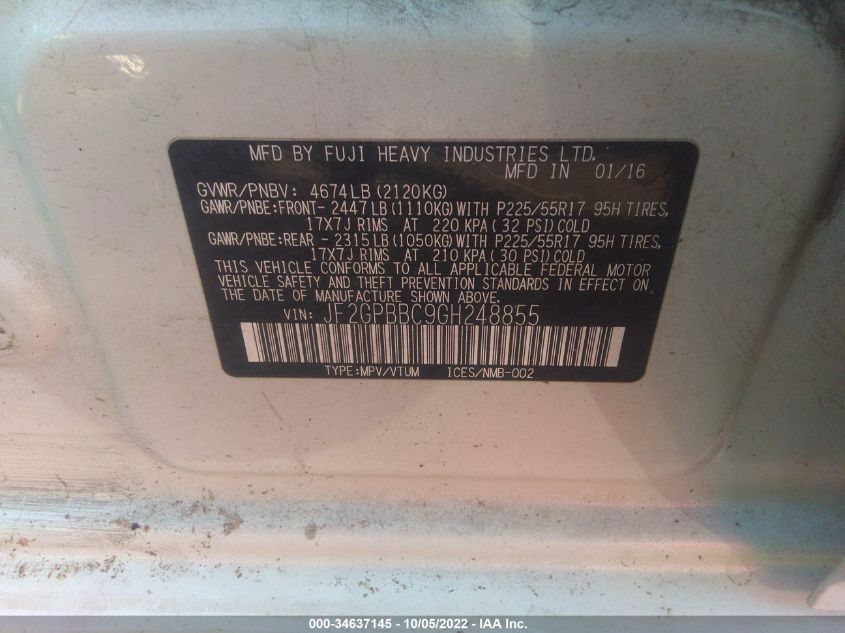 MFD BY FUJI HEAVY INDUSTRIES LTD.
MFD IN 01/16
GVWR/PNBV: 4674LB(2120KG)
GAWR/PNBE:FRONT- 2447LB(1110KG)WITH P225/55R17 95H TIRES,
17X7J RIMS AT 220 KPA(32 PSI)COLD
GAWR/PNBE:REAR - 2315LB(1050KG)WITH P225/55R17 95H TIRES,
17X7J RIMS AT 210 KPA(30 PSI)COLD
THIS VEHICLE CONFORMS TO ALL APPLICABLE FEDERAL MOTOR
VEHICLE SAFETY AND THEFT PREVENTION STANDARDS IN EFFECT ON
THE DATE OF MANUFACTURE SHOWN ABOVE.
VIN: JF2GPBBC9GH248855
TYPE:MPV/VTUM ICES/NMB-002
000-34637145 - 10/05/2022 - IAA Inc.